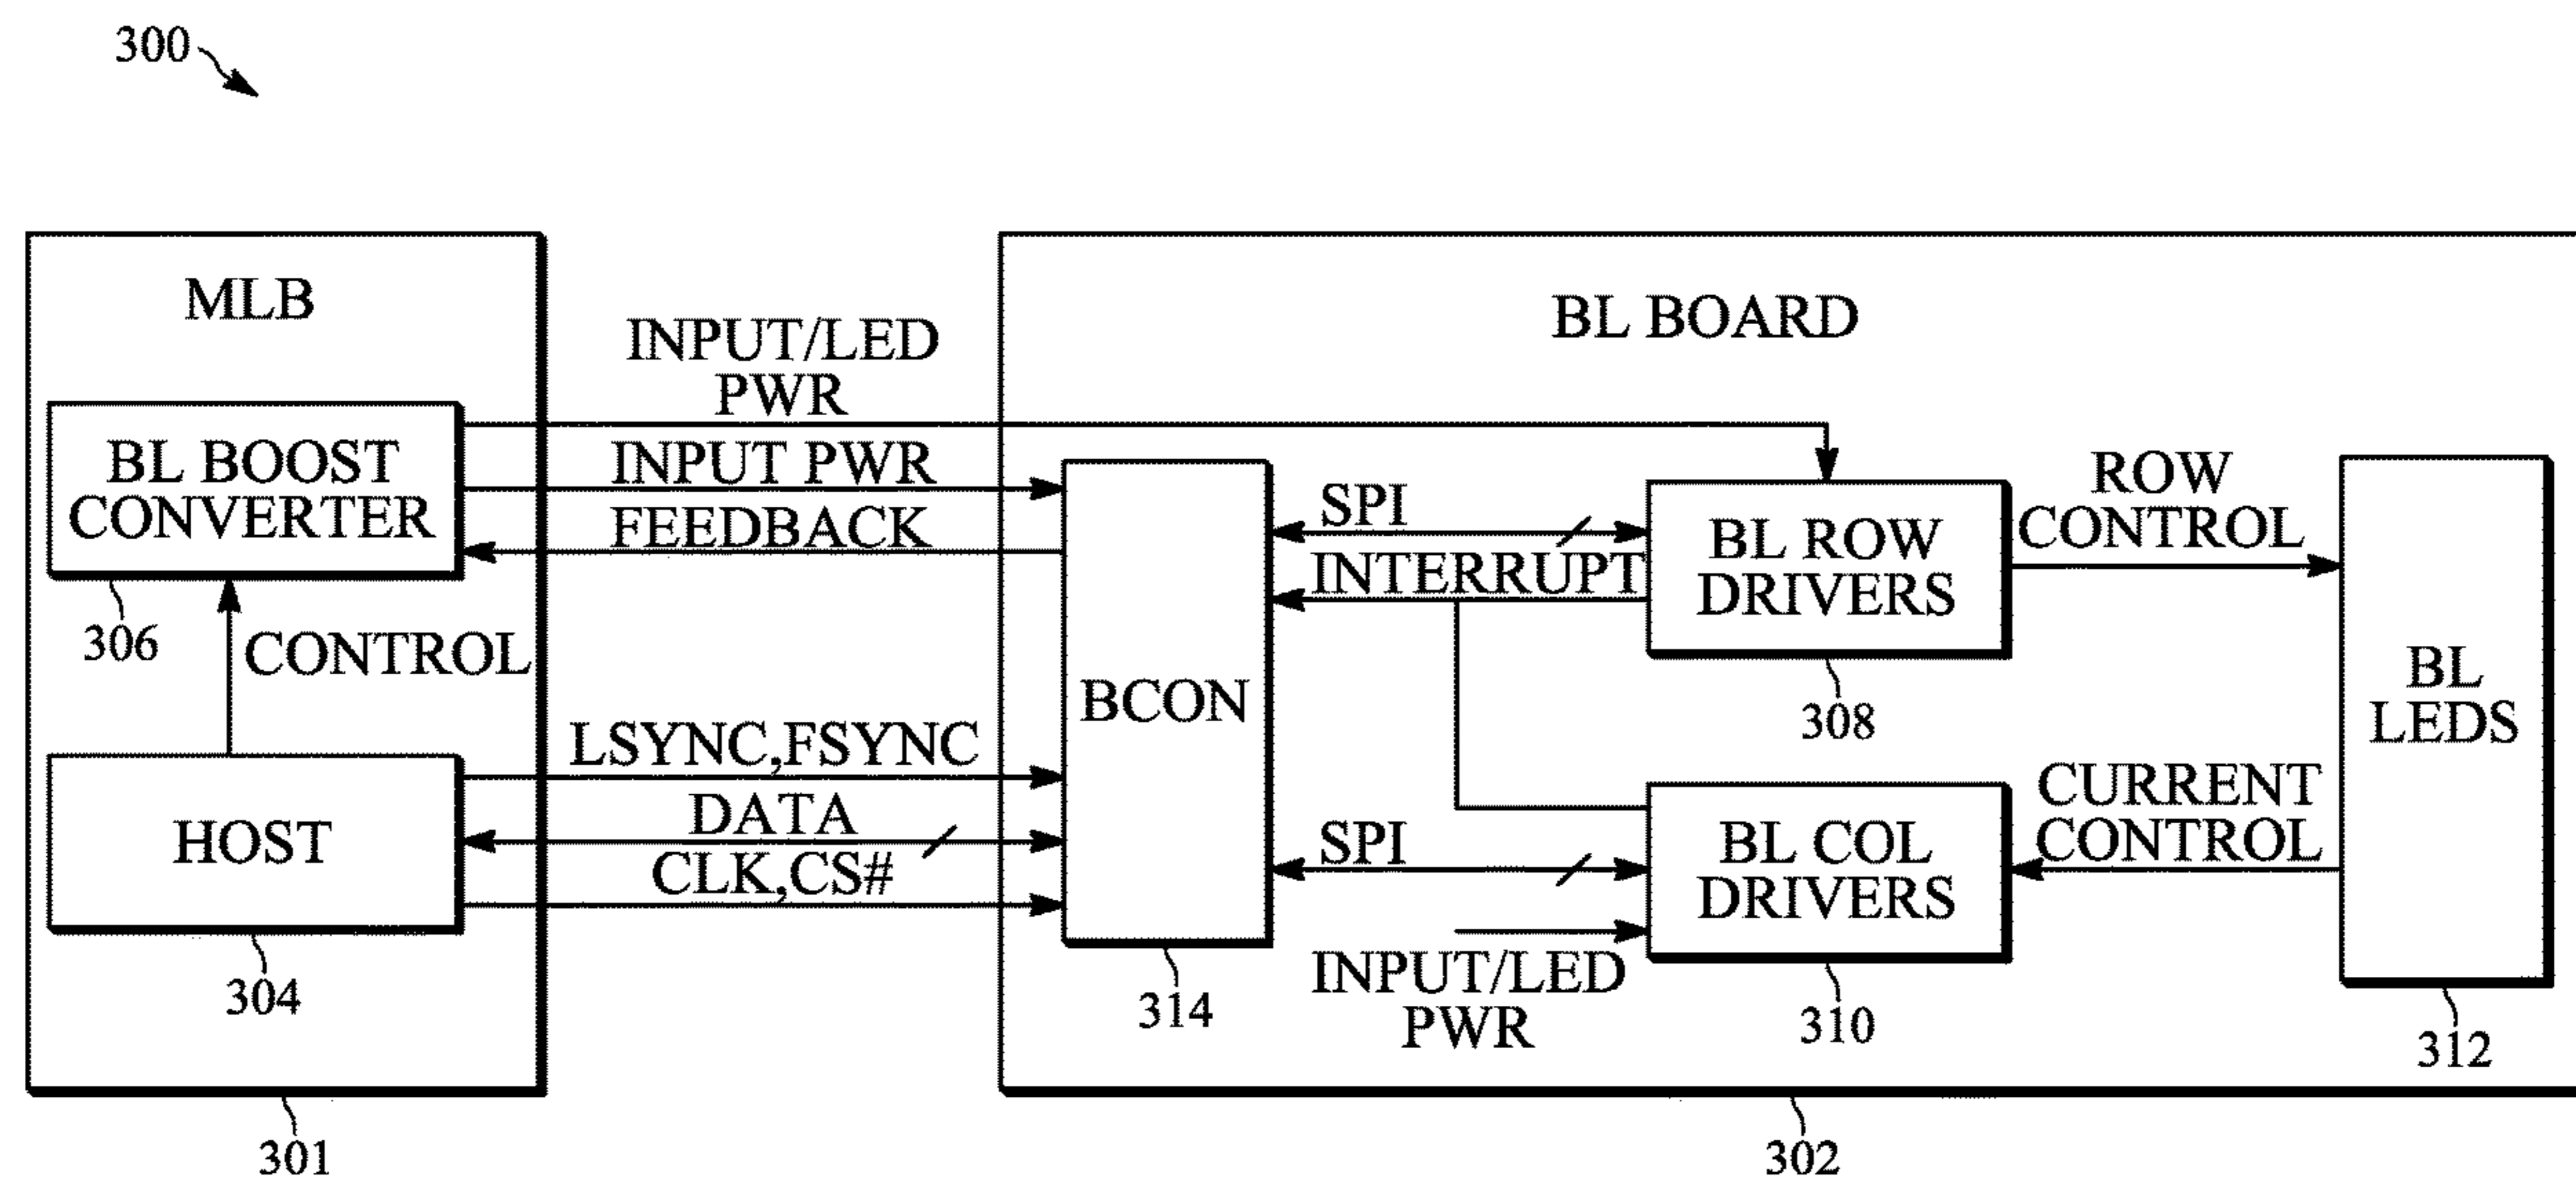 300
MLB
BL BOARD
INPUT/LED
PWR
BL BOOST
CONVERTER
INPUT PWR
FEEDBACK
306
CONTROL
HOST
304
LSYNC,FSYNC
DATA
CLK,CS#
301
BCON
314
SPI
INTERRUPT
BL ROW
DRIVERS
308
ROW
CONTROL
SPI
BL COL
DRIVERS
310
INPUT/LED
PWR
CURRENT
CONTROL
BL
LEDS
312
302